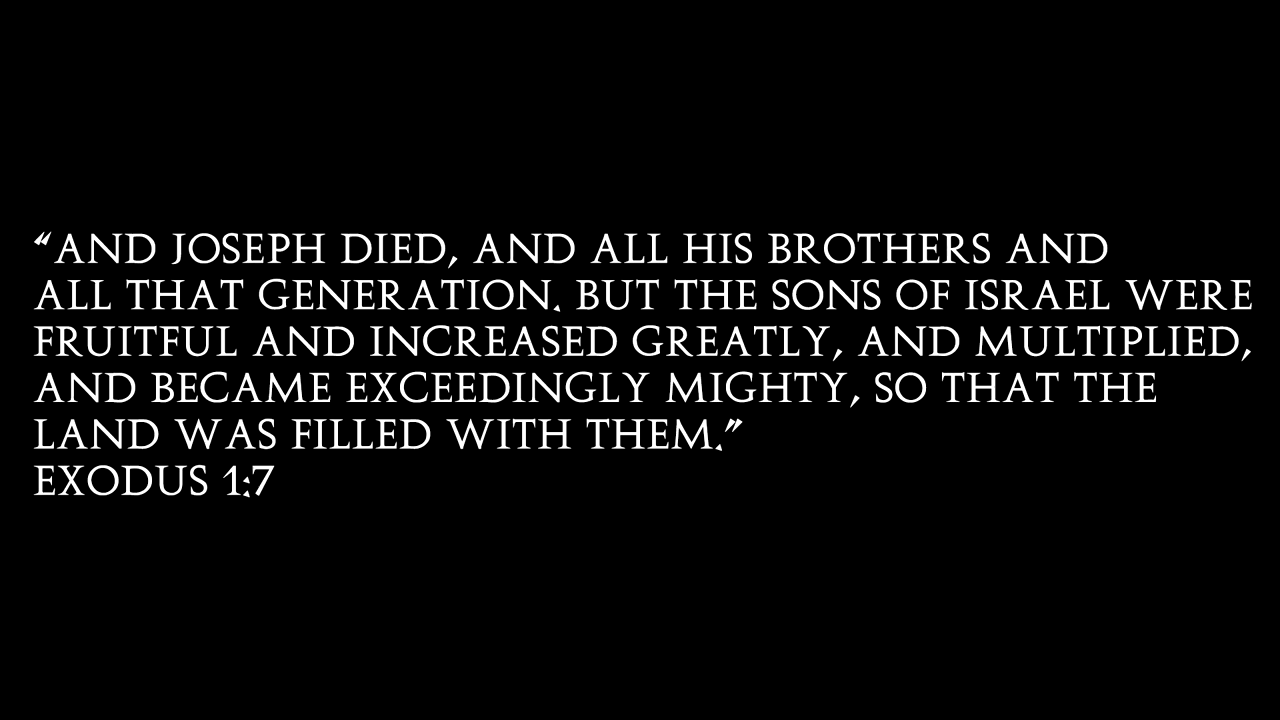 “AND JOSEPH DIED, AND ALL HIS BROTHERS AND
ALL THAT GENERATION. BUT THE SONS OF ISRAEL WERE
FRUITFUL AND INCREASED GREATLY, AND MULTIPLIED,
AND BECAME EXCEEDINGLY MIGHTY, SO THAT THE
LAND WAS FILLED WITH THEM.”
EXODUS 1:7